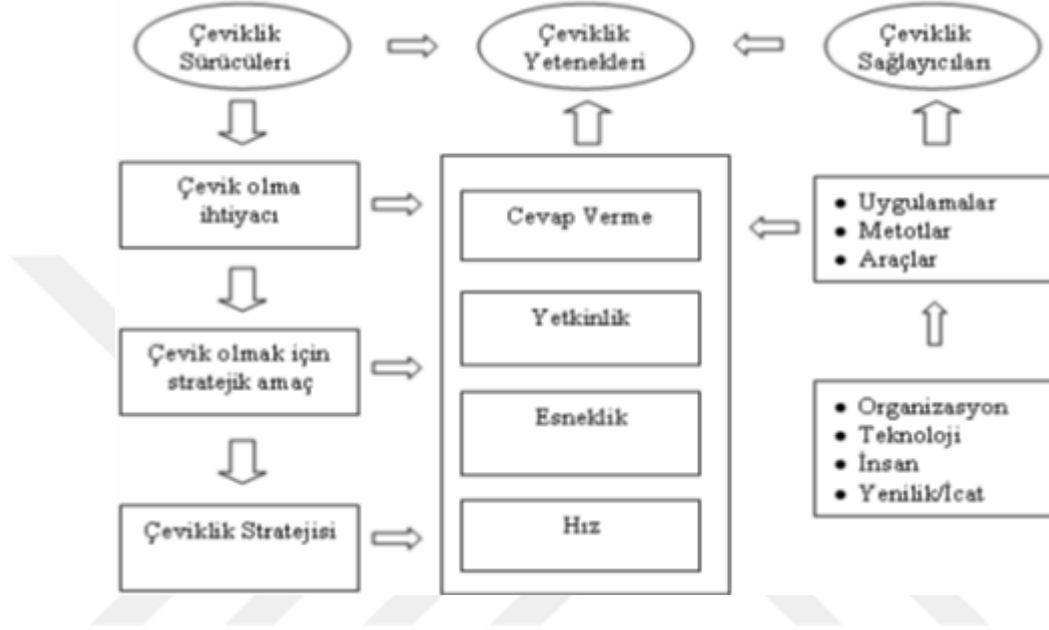 Çeviklik
Sürücüleri
Çeviklik
Yetenekleri
Çeviklik
Sağlayıcıları
Çevik olma
ihtiyacı
Çevik olmak için
stratejik amaç
Çeviklik Stratejisi
Cevap Verme
Yetkinlik
Esneklik
Hız
● Uygulamalar
● Metotlar
● Araçlar
● Organizasyon
● Teknoloji
● İnsan
● Yenilik/İcat